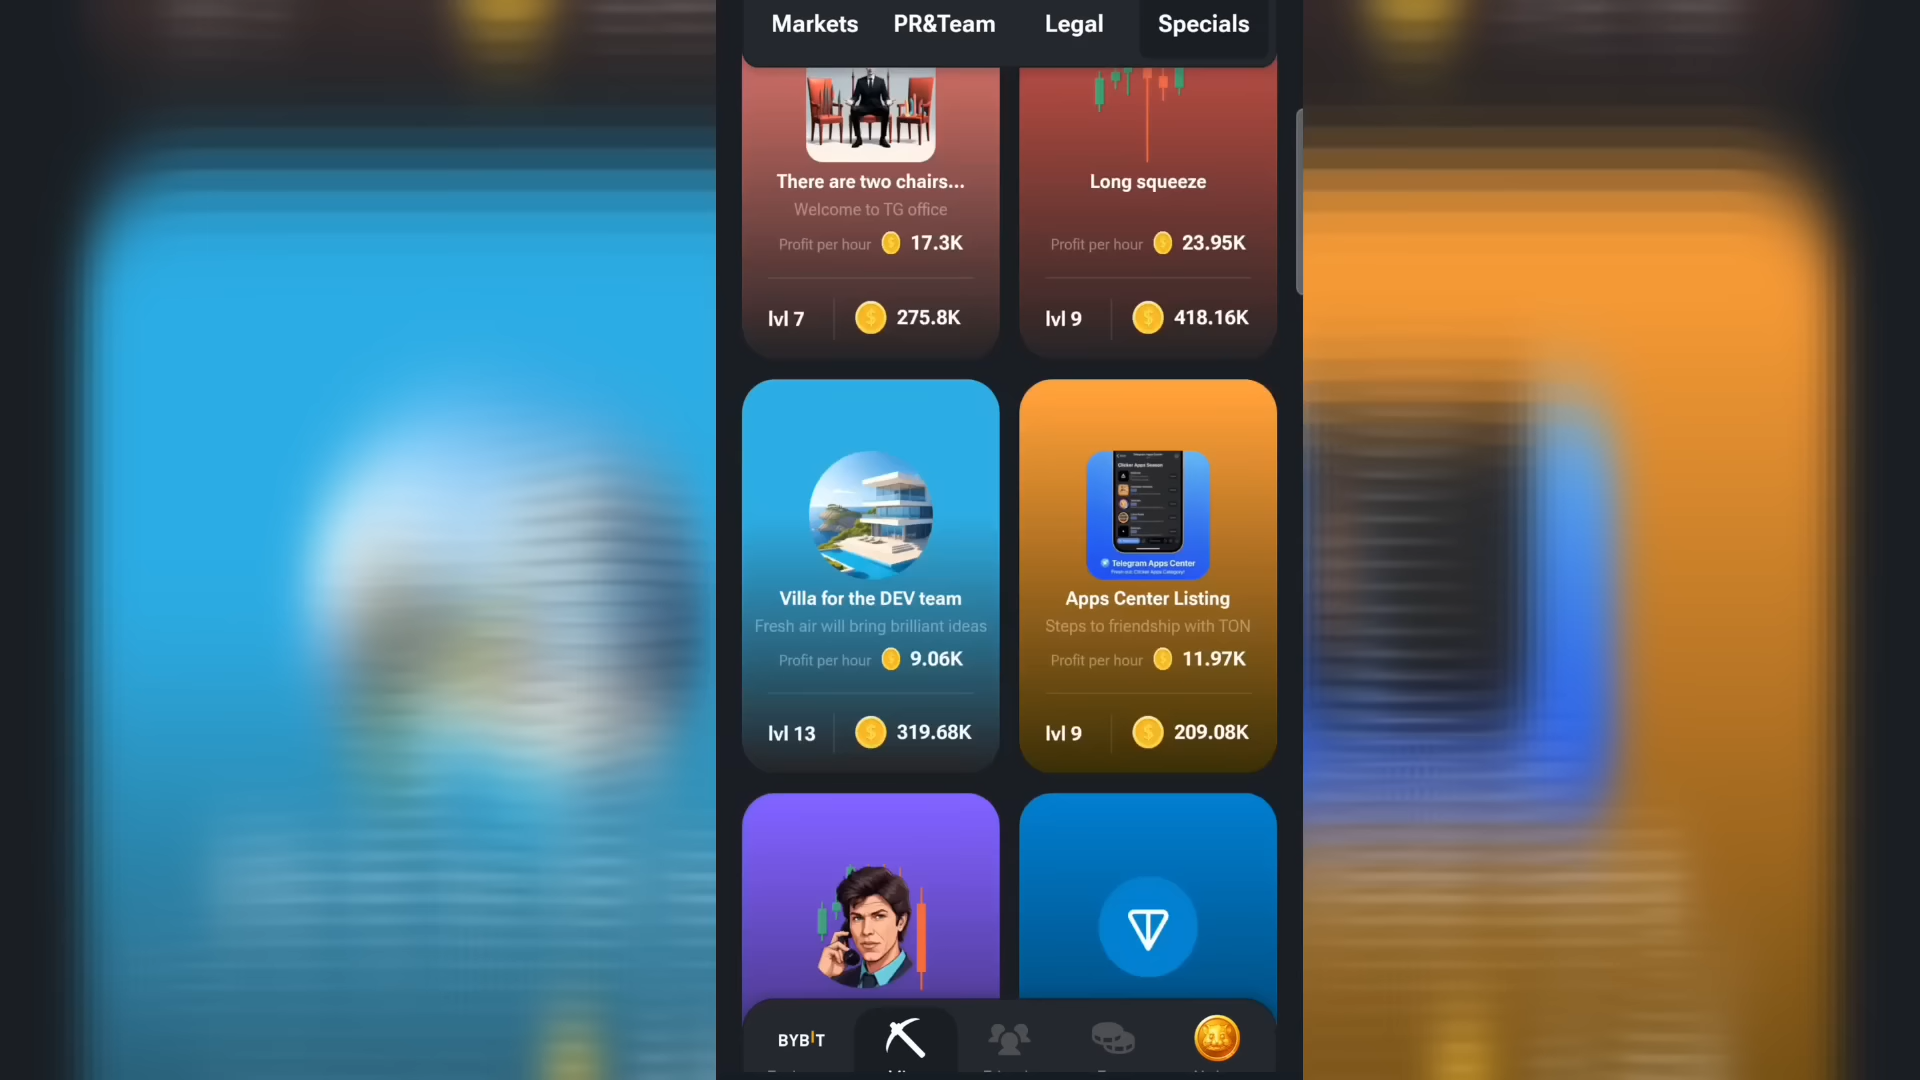 Markets PR&Team Legal Specials
There are two chairs...
Welcome to TG office
Profit per hour 17.3K
lvl 7 275.8K
Long squeeze
Profit per hour 23.95K
lvl 9 418.16K
Villa for the DEV team
Fresh air will bring brilliant ideas
Profit per hour 9.06K
lvl 13 319.68K
Telegram Apps Center
Apps Center Listing
Steps to friendship with TON
Profit per hour 11.97K
lvl 9 209.08K
BYBIT